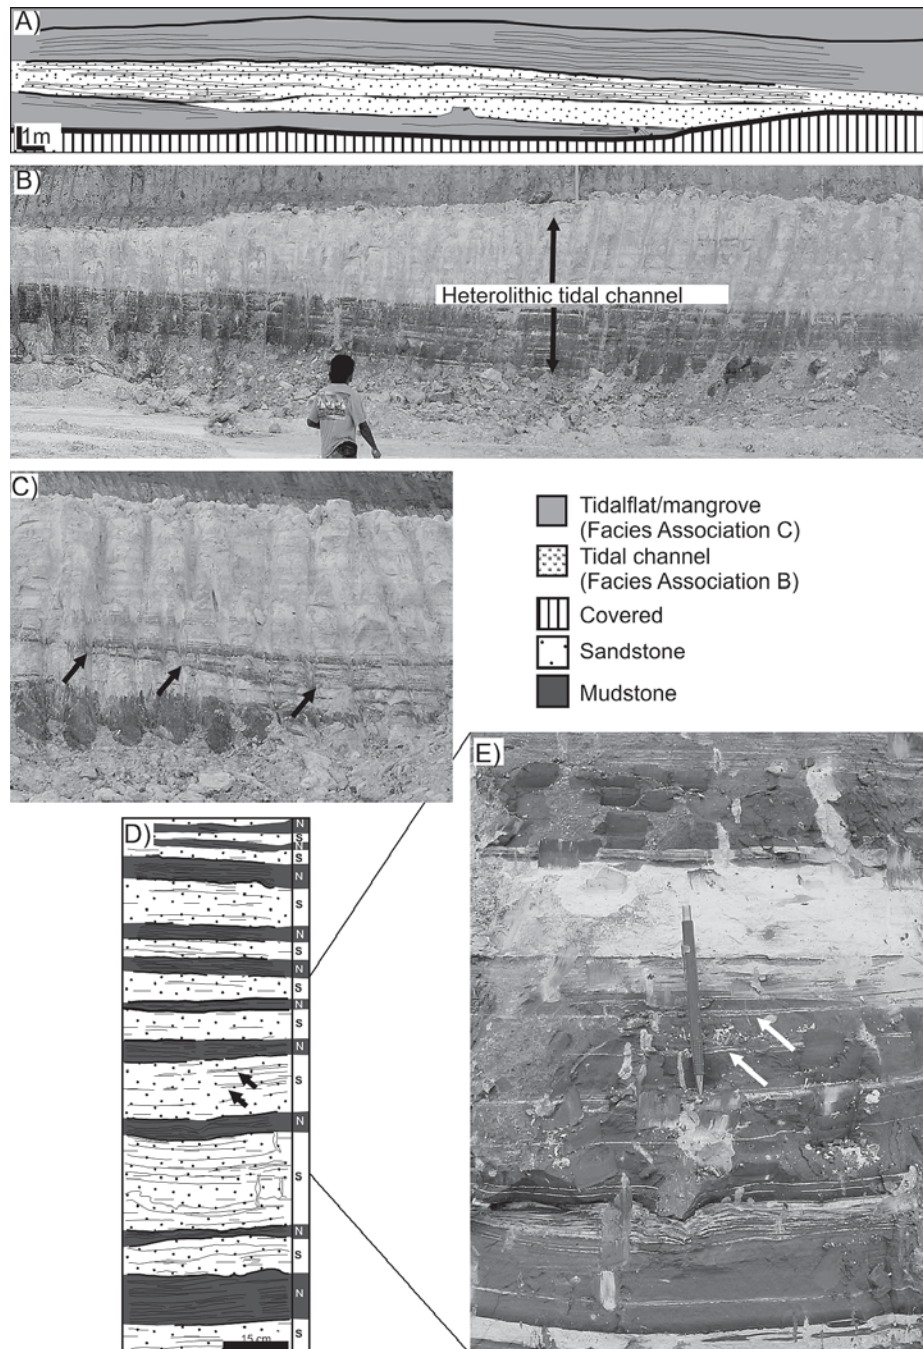 A)
1m
B)
Heterolithic tidal channel
C)
Tidalflat/mangrove
(Facies Association C)
Tidal channel
(Facies Association B)
Covered
Sandstone
Mudstone
D)
N
S
N
S
N
S
N
S
N
S
N
S
N
S
N
S
N
S
N
S
15 cm
E)